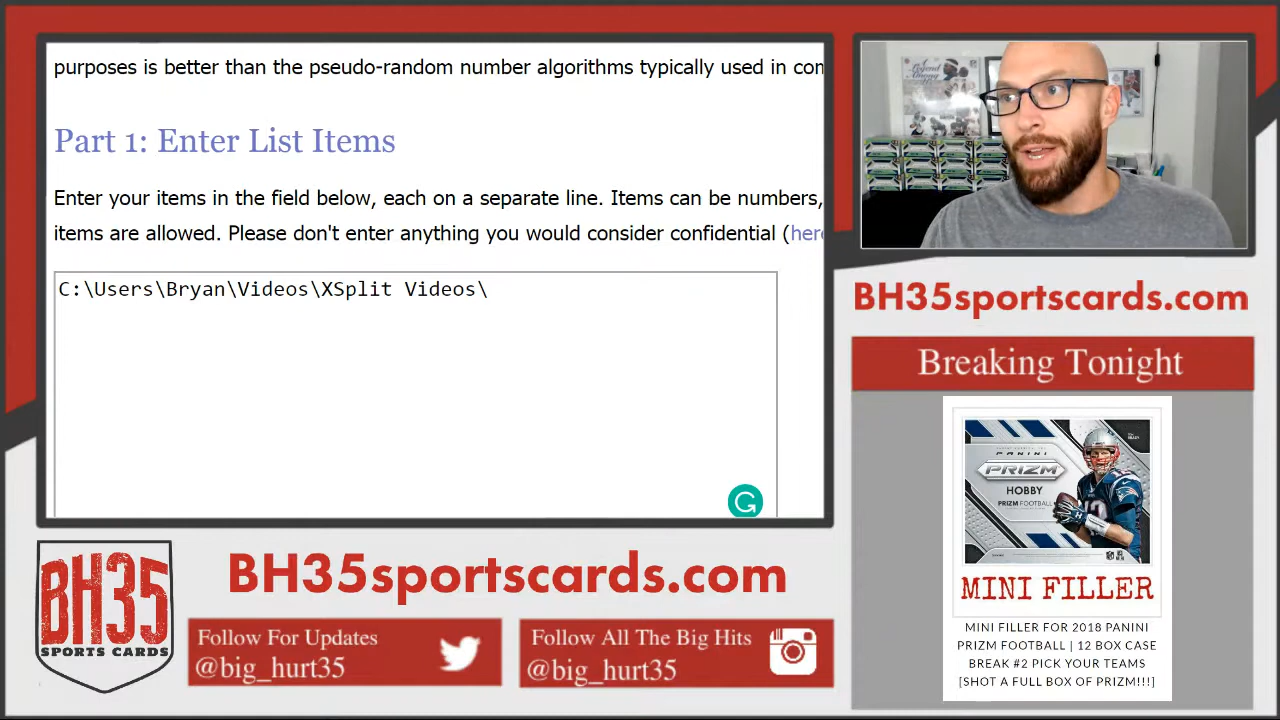 purposes is better than the pseudo-random number algorithms typically used in com
Part 1: Enter List Items
Enter your items in the field below, each on a separate line. Items can be numbers,
items are allowed. Please don't enter anything you would consider confidential (here
C:\Users\Bryan\Videos\XSplit Videos\
BH35sportscards.com
Breaking Tonight
PANINI
PRIZM
HOBBY
PRIZM FOOTBALL
MINI FILLER
MINI FILLER FOR 2018 PANINI
PRIZM FOOTBALL | 12 BOX CASE
BREAK #2 PICK YOUR TEAMS
[SHOT A FULL BOX OF PRIZM!!!]
BH35
SPORTS CARDS
BH35sportscards.com
Follow For Updates
@big_hurt35
Follow All The Big Hits
@big_hurt35